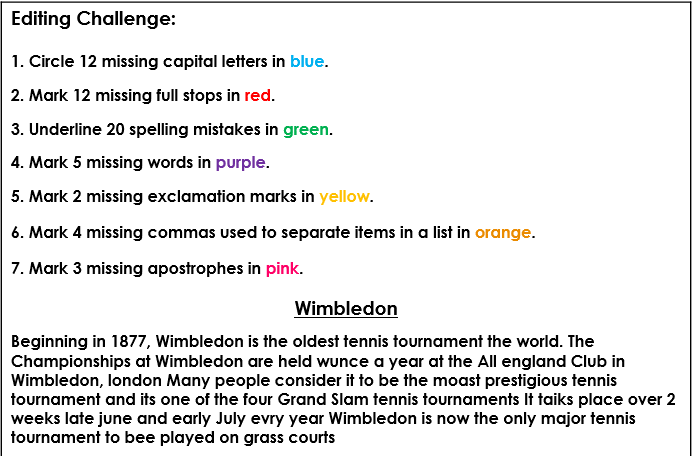 Editing Challenge:
1. Circle 12 missing capital letters in blue.
2. Mark 12 missing full stops in red.
3. Underline 20 spelling mistakes in green.
4. Mark 5 missing words in purple.
5. Mark 2 missing exclamation marks in yellow.
6. Mark 4 missing commas used to separate items in a list in orange.
7. Mark 3 missing apostrophes in pink.
Wimbledon
Beginning in 1877, Wimbledon is the oldest tennis tournament the world. The
Championships at Wimbledon are held wunce a year at the All england Club in
Wimbledon, london Many people consider it to be the moast prestigious tennis
tournament and its one of the four Grand Slam tennis tournaments It taiks place over 2
weeks late june and early July evry year Wimbledon is now the only major tennis
tournament to bee played on grass courts